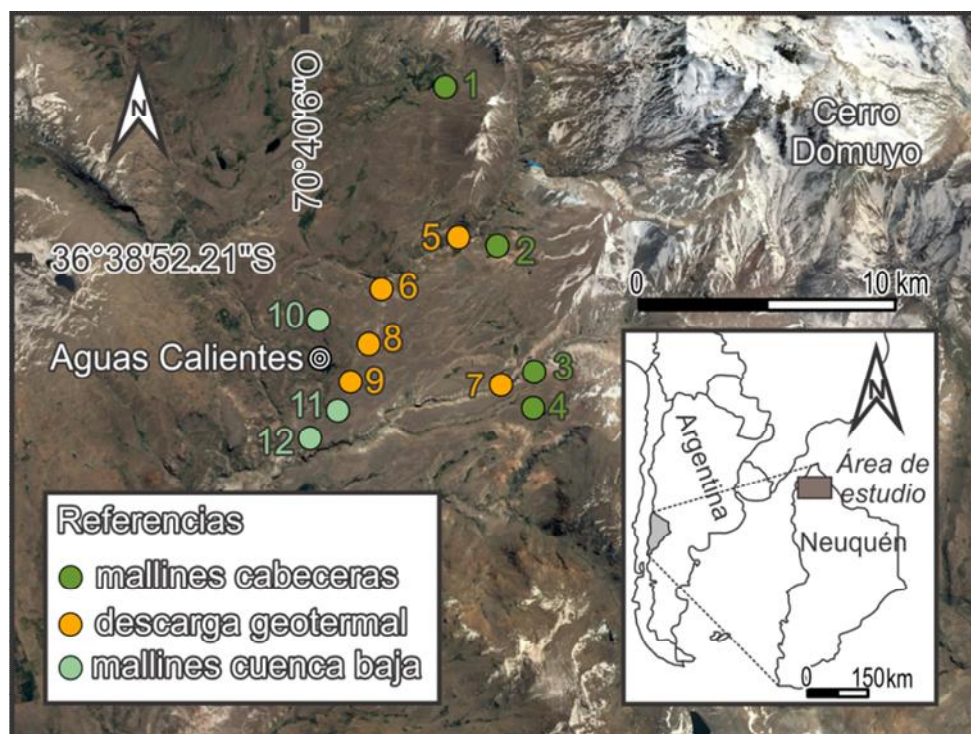 N
70°40'6"O
1
Cerro
Domuyo
5
2
36°38'52.21"S
0
10 km
6
10
8
Aguas Calientes
3
9
7
11
4
12
N
Argentina
Área de
estudio
Neuquén
0
150km
Referencias
mallines cabeceras
descarga geotermal
mallines cuenca baja